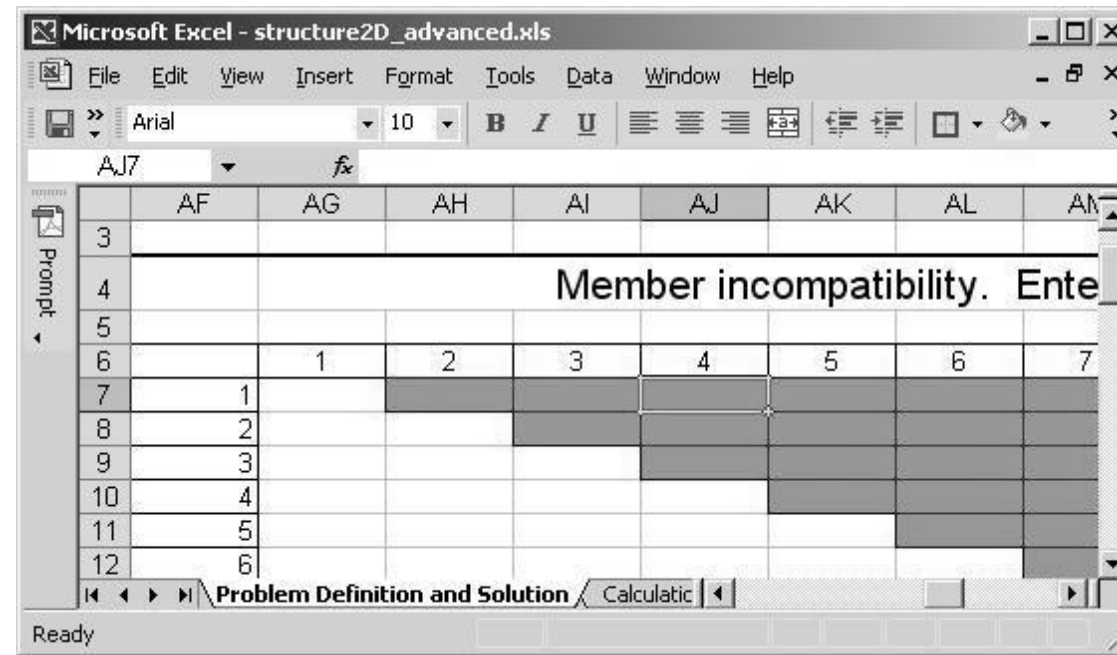 Microsoft Excel - structure2D_advanced.xls
File Edit View Insert Format Tools Data Window Help
Arial 10 B I U
AJ7 fx
AF AG AH AI AJ AK AL AM
3
4 Member incompatibility. Ente
5
6 1 2 3 4 5 6 7
7 1
8 2
9 3
10 4
11 5
12 6
Prompt
Problem Definition and Solution Calculatic
Ready